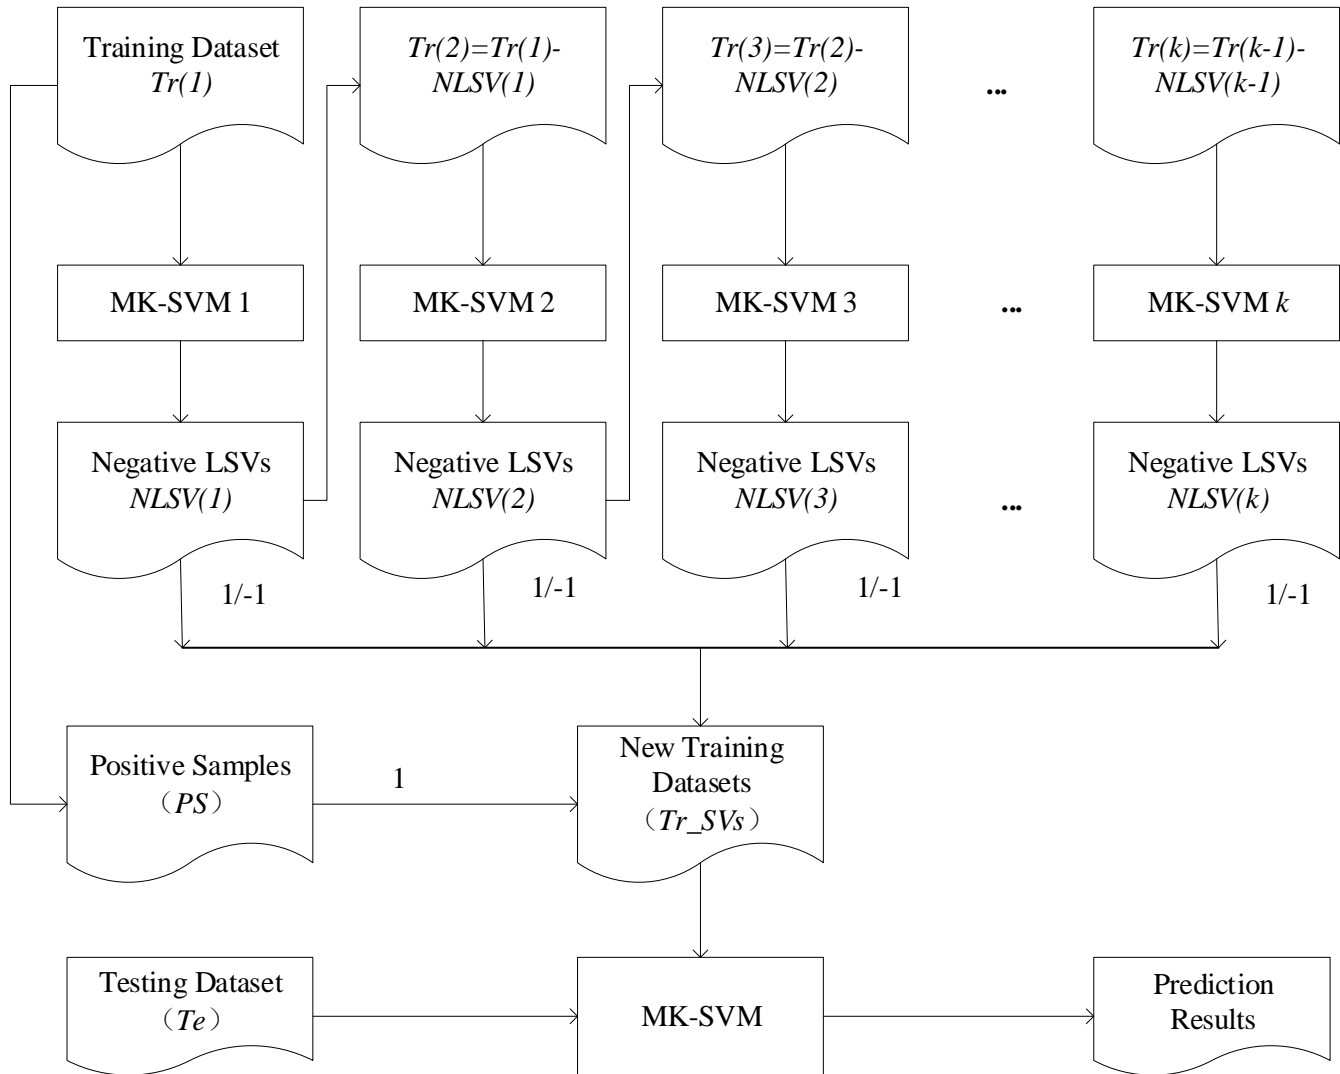 Training Dataset
Tr(1)
Tr(2)=Tr(1)-
NLSV(1)
Tr(3)=Tr(2)-
NLSV(2)
...
Tr(k)=Tr(k-1)-
NLSV(k-1)
MK-SVM 1
MK-SVM 2
MK-SVM 3
...
MK-SVM k
Negative LSVs
NLSV(1)
Negative LSVs
NLSV(2)
Negative LSVs
NLSV(3)
...
Negative LSVs
NLSV(k)
1/-1
1/-1
1/-1
1/-1
Positive Samples
（PS）
1
New Training
Datasets
（Tr_SVs）
Testing Dataset
（Te）
MK-SVM
Prediction
Results